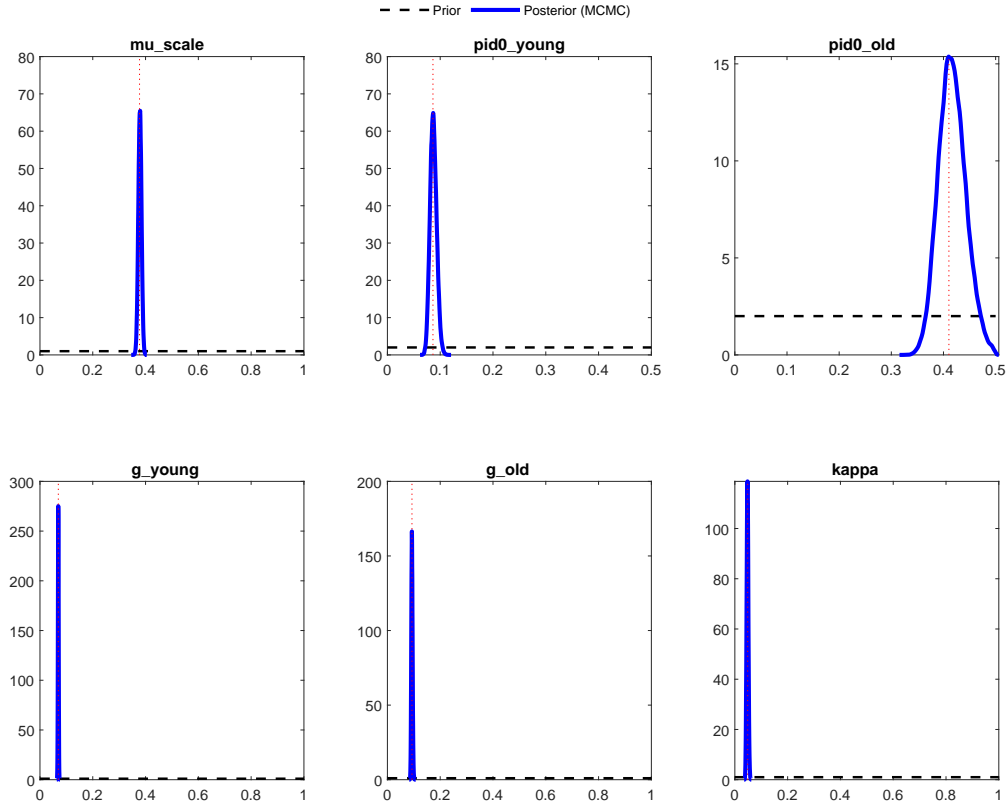 Prior Posterior (MCMC)
mu_scale pid0_young pid0_old
80 80 15
70 70
60 60
50 50 10
40 40
30 30
20 20 5
10 10
0 0 0
0 0.2 0.4 0.6 0.8 1 0 0.1 0.2 0.3 0.4 0.5 0 0.1 0.2 0.3 0.4 0.5
g_young g_old kappa
300 200
250 150 120
200 100
150 100 80
100 60
50 50 40
20
0 0 0
0 0.2 0.4 0.6 0.8 1 0 0.2 0.4 0.6 0.8 1 0 0.2 0.4 0.6 0.8 1